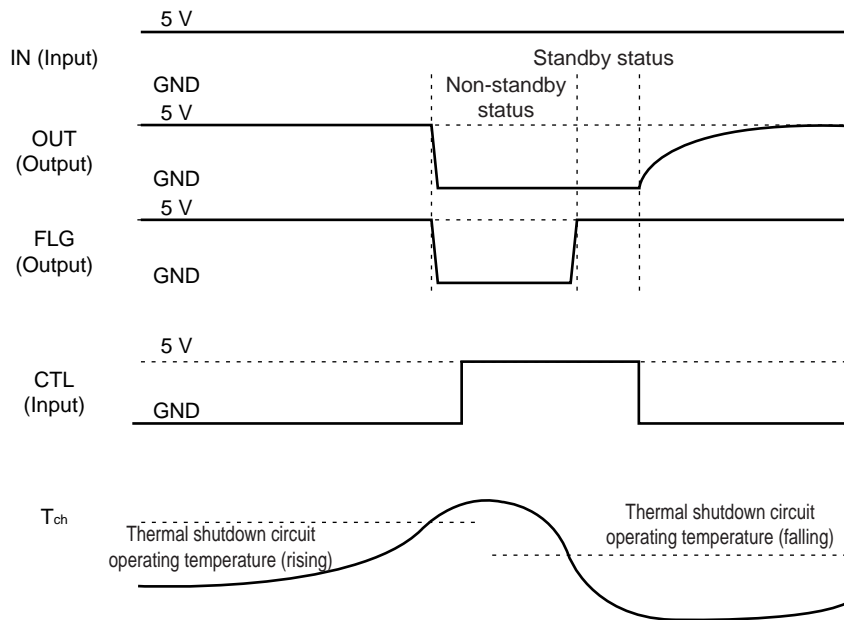 5 V
IN (Input)
Standby status
GND
Non-standby
status
5 V
OUT
(Output)
GND
5 V
FLG
(Output)
GND
5 V
CTL
(Input)
GND
Tch
Thermal shutdown circuit
operating temperature (rising)
Thermal shutdown circuit
operating temperature (falling)